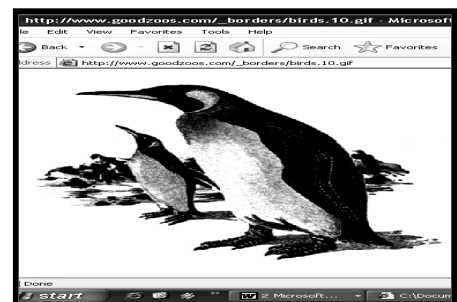 http://www.goodzoos.com/_borders/birds.10.gif - Microsoft
le Edit View Favorites Tools Help
Back Search Favorites
ddress http://www.goodzoos.com/_borders/birds.10.gif
Done
start » W 2 Microsoft... C:\Docum